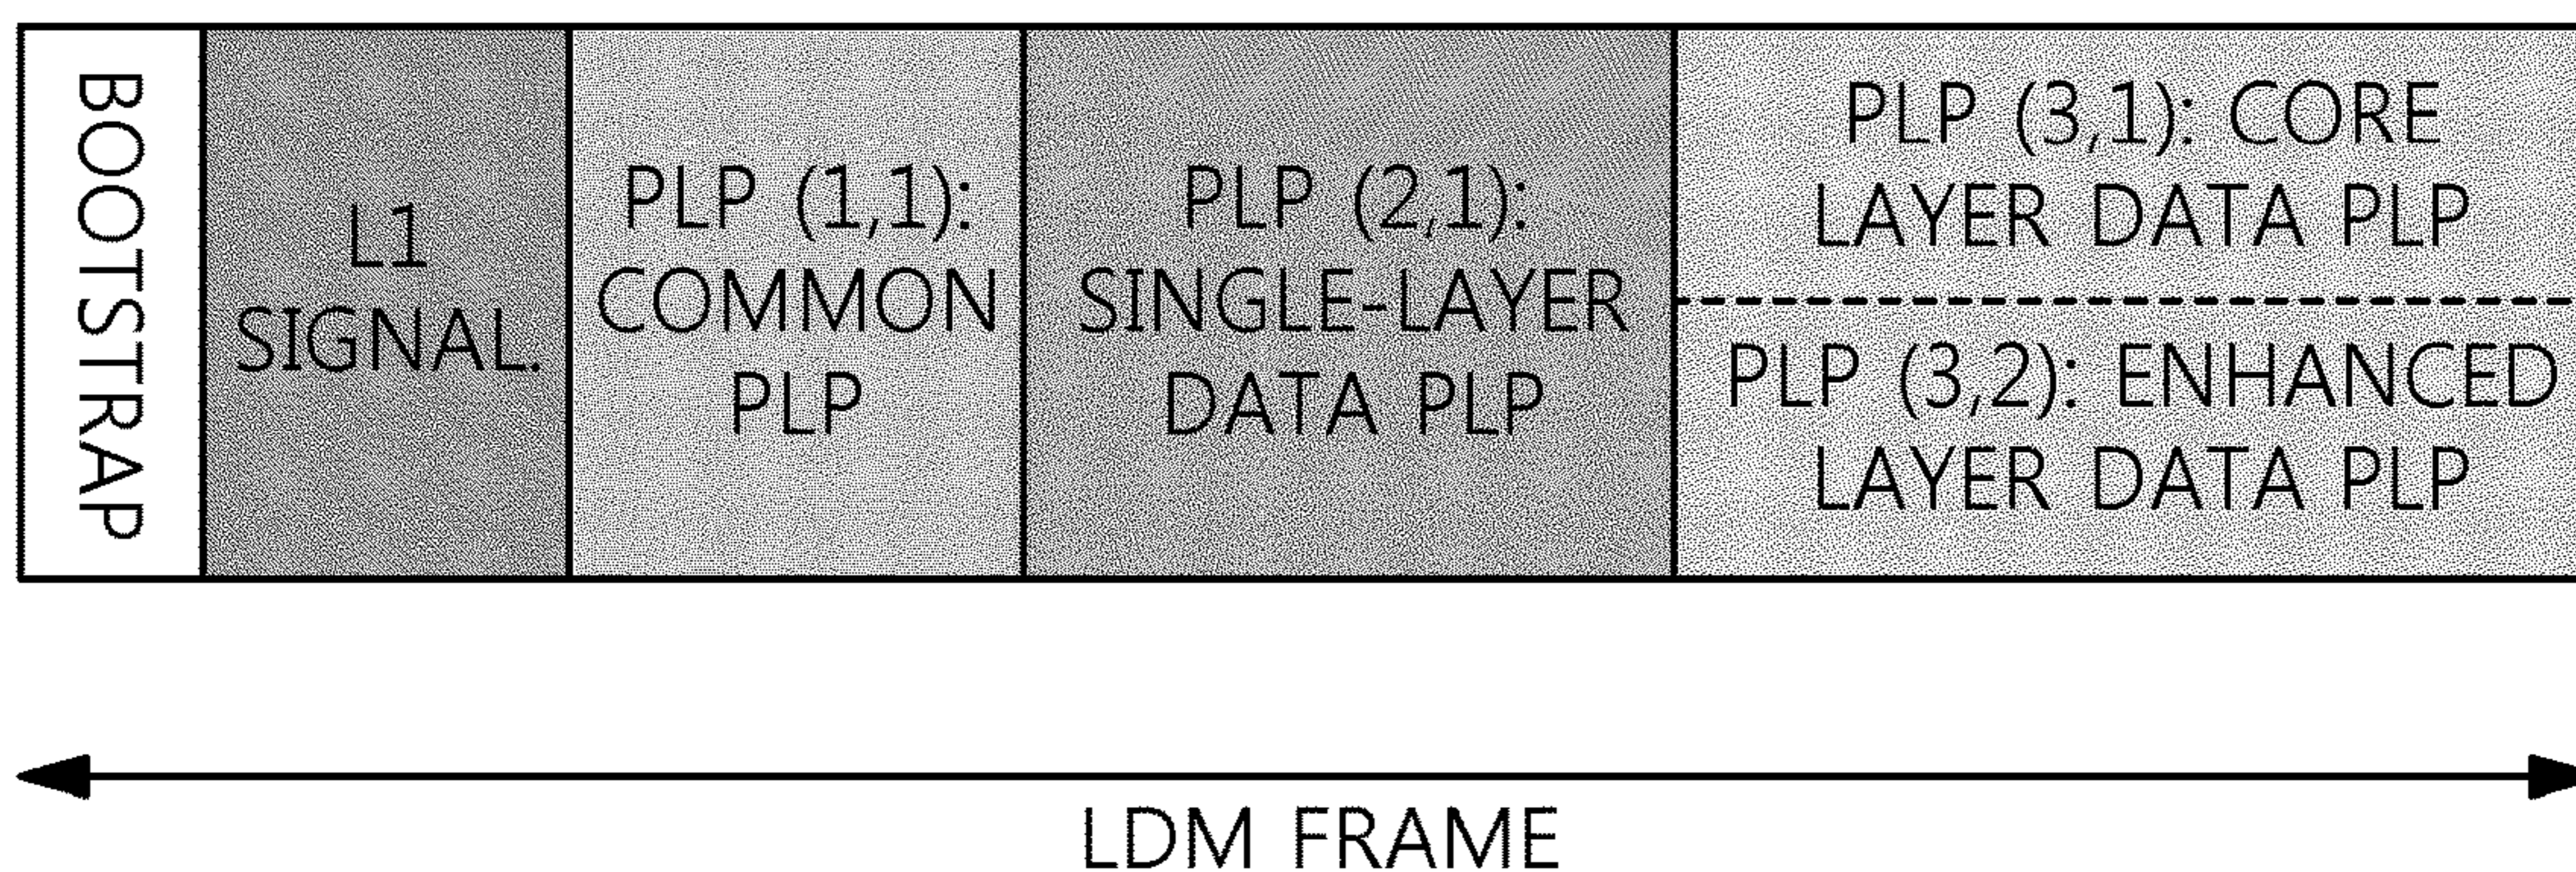 BOOTSTRAP
L1
SIGNAL.
PLP (1,1):
COMMON
PLP
PLP (2,1):
SINGLE-LAYER
DATA PLP
PLP (3,1): CORE
LAYER DATA PLP
PLP (3,2): ENHANCED
LAYER DATA PLP
LDM FRAME